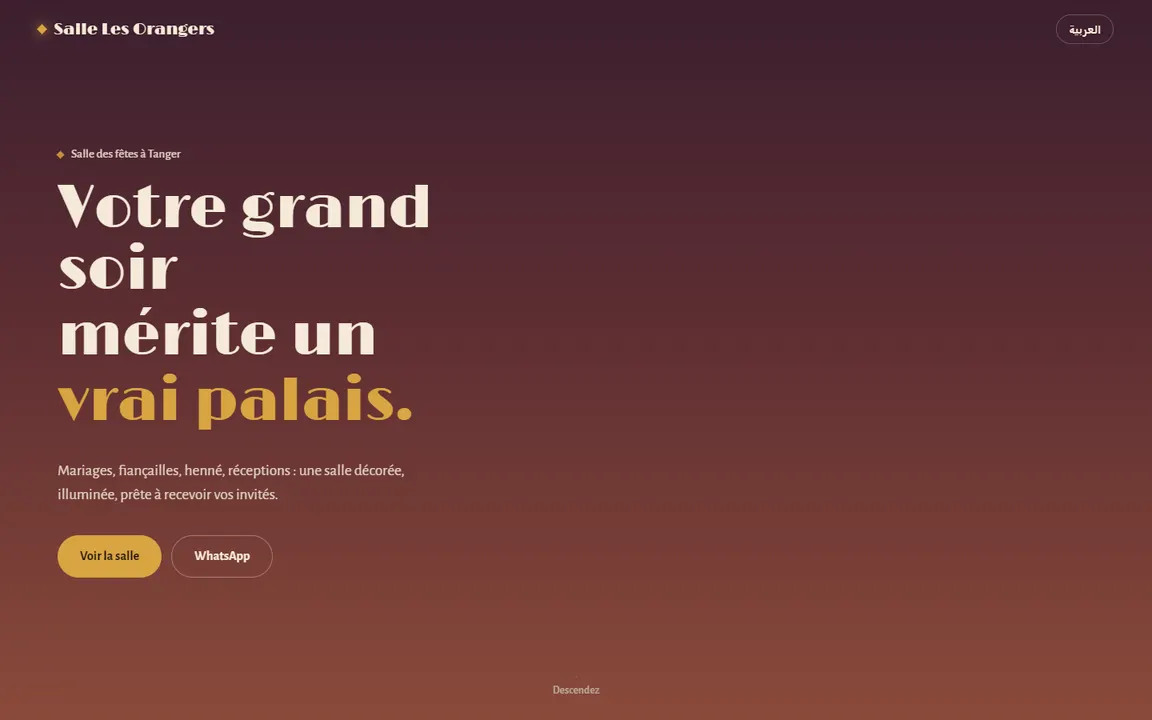 Salle Les Orangers
العربية
Salle des fêtes à Tanger
Votre grand
soir
mérite un
vrai palais.
Mariages, fiançailles, henné, réceptions : une salle décorée,
illuminée, prête à recevoir vos invités.
Voir la salle
WhatsApp
Descendez